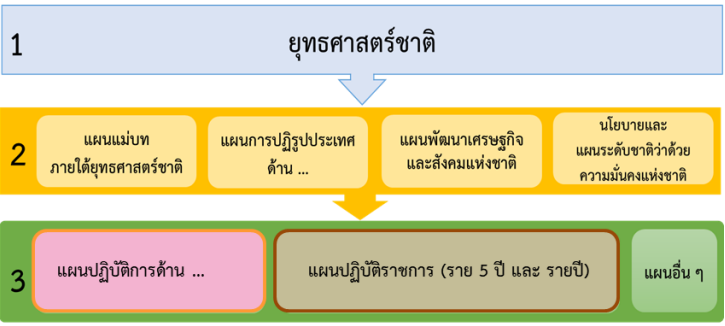 1
ยุทธศาสตร์ชาติ
2
แผนแม่บท
ภายใต้ยุทธศาสตร์ชาติ
แผนการปฏิรูปประเทศ
ด้าน ...
แผนพัฒนาเศรษฐกิจ
และสังคมแห่งชาติ
นโยบายและ
แผนระดับชาติว่าด้วย
ความมั่นคงแห่งชาติ
3
แผนปฏิบัติการด้าน ...
แผนปฏิบัติราชการ (ราย 5 ปี และ รายปี)
แผนอื่น ๆ